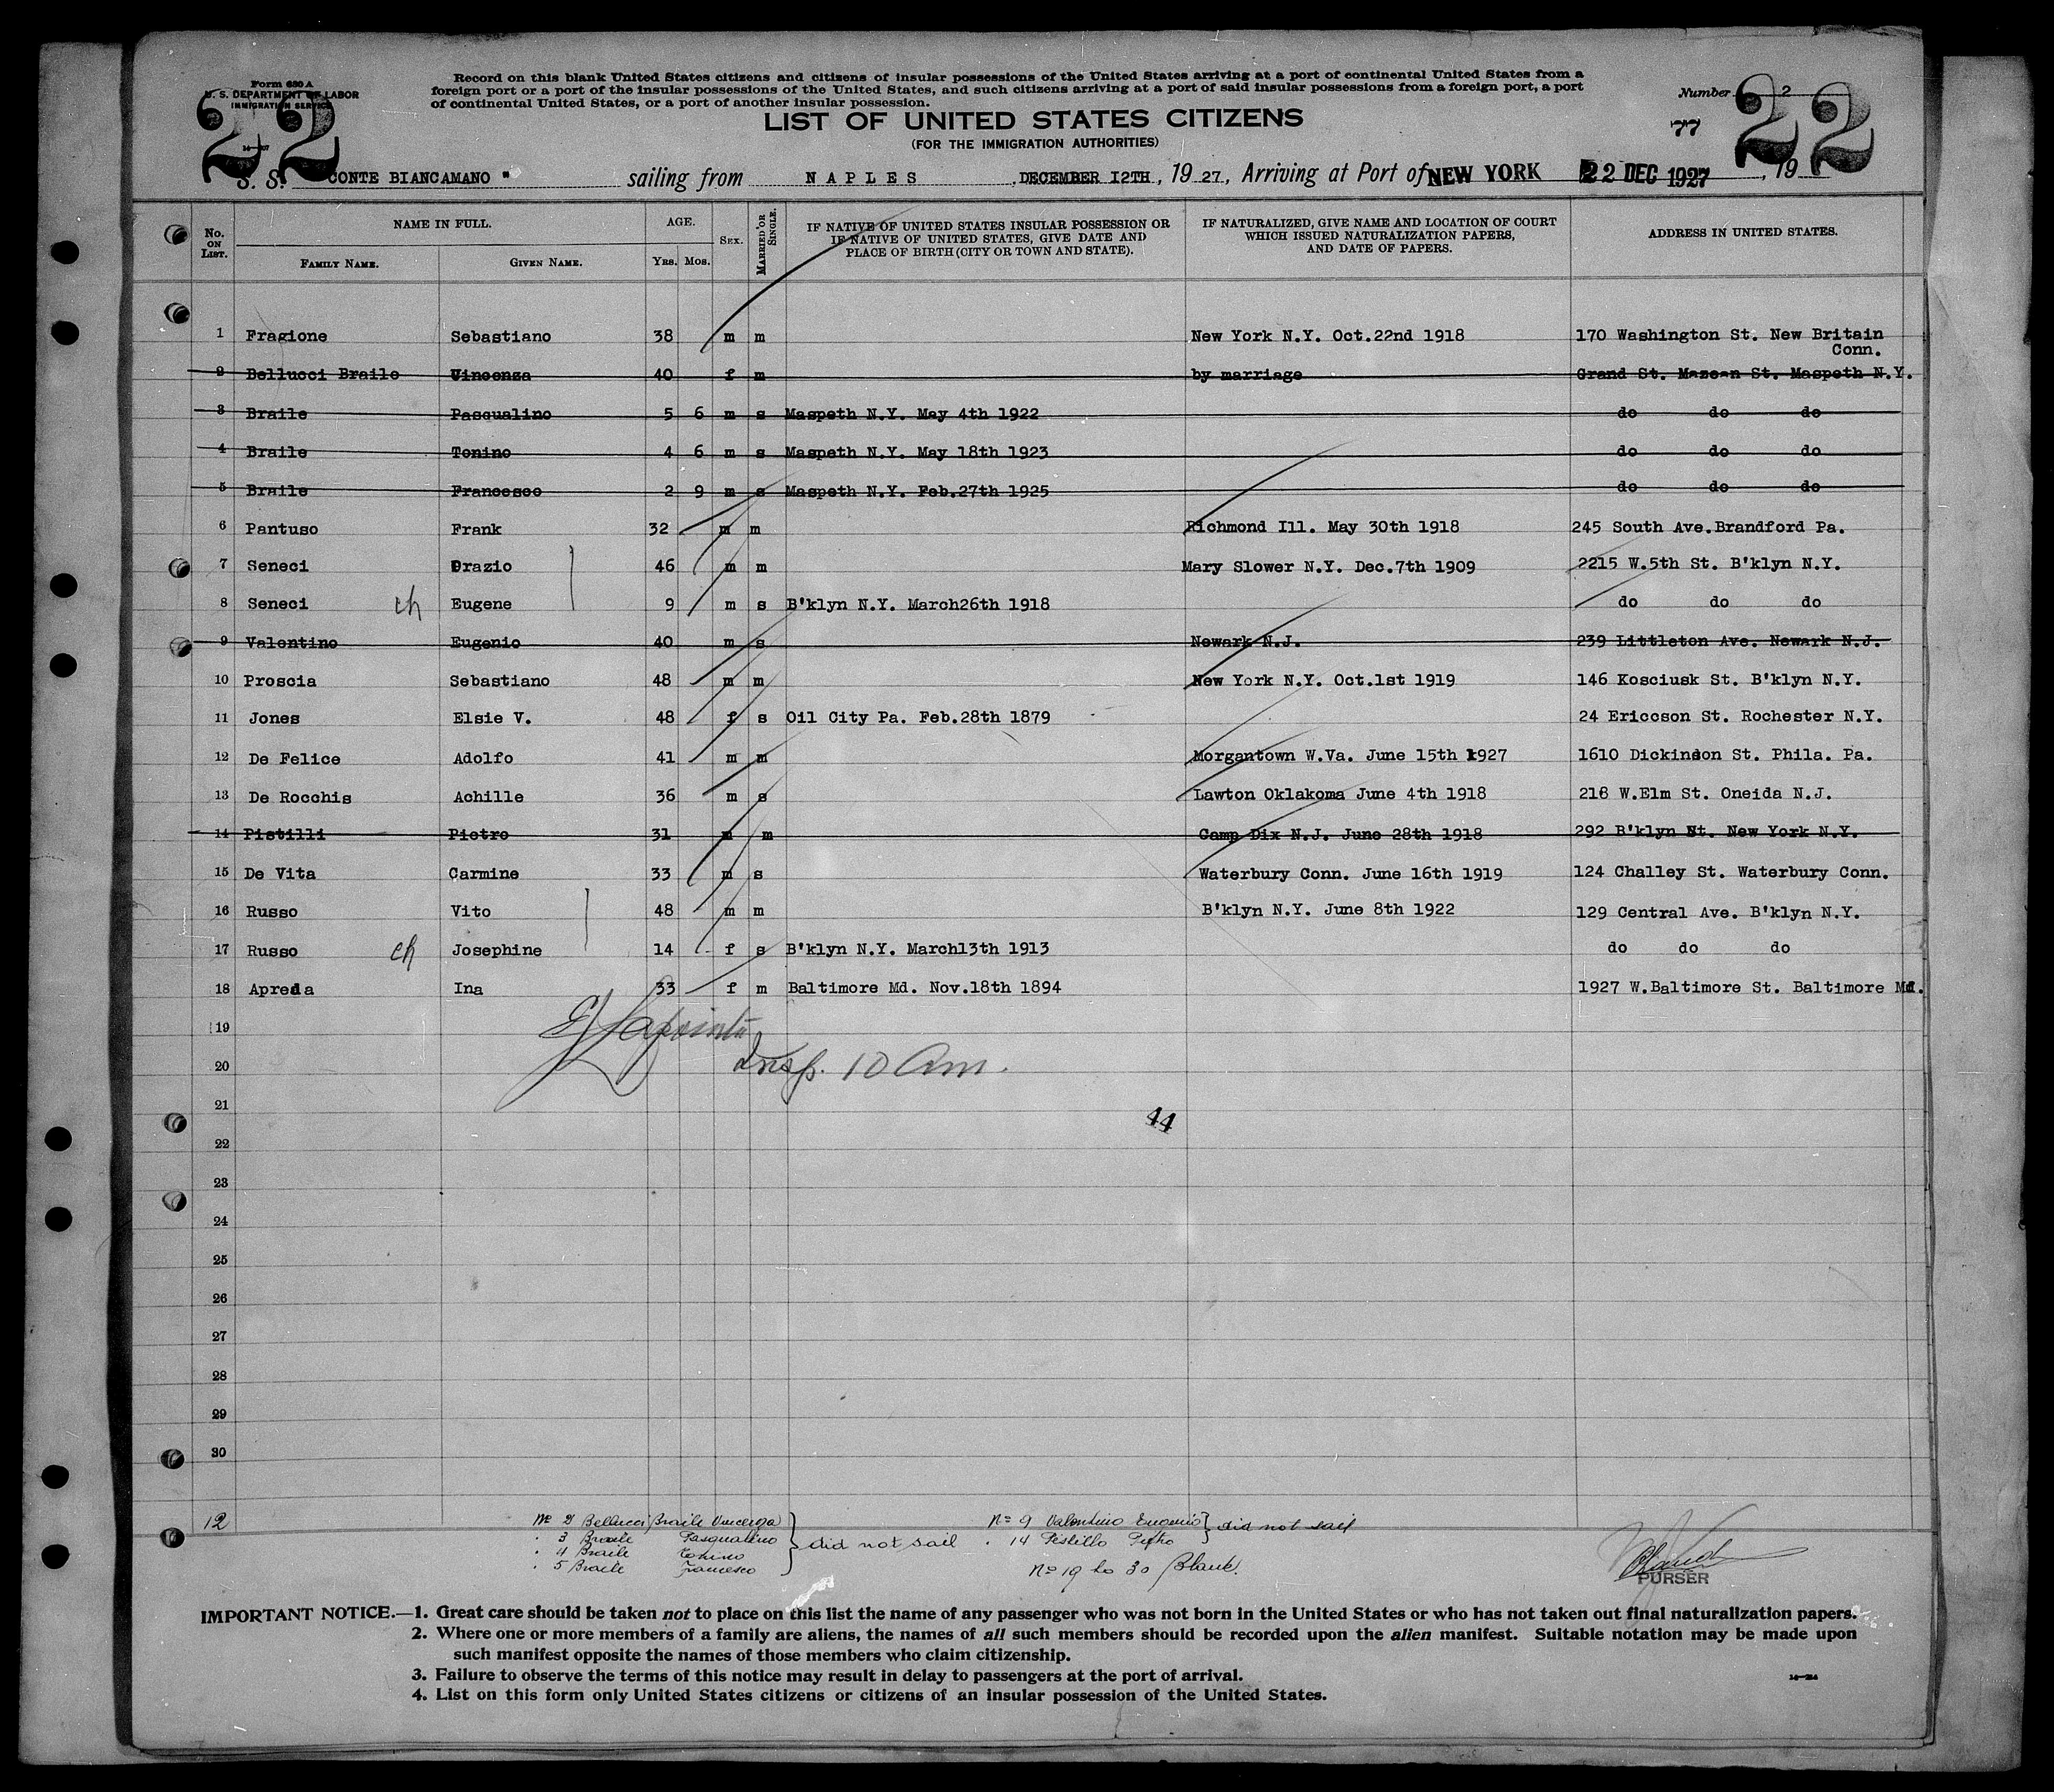 Form 630 A
U. S. DEPARTMENT OF LABOR
IMMIGRATION SERVICE
22
Record on this blank United States citizens and citizens of insular possessions of the United States arriving at a port of continental United States from a
foreign port or a port of the insular possessions of the United States, and such citizens arriving at a port of said insular possessions from a foreign port, a port
of continental United States, or a port of another insular possession.
Number 2
22
77
LIST OF UNITED STATES CITIZENS
(FOR THE IMMIGRATION AUTHORITIES)
S. S. CONTE BIANCAMANO " sailing from NAPLES, DECEMBER 12TH, 19 27, Arriving at Port of NEW YORK 22 DEC 1927, 19
No. ON LIST. NAME IN FULL. AGE. SEX. MARRIED OR SINGLE. IF NATIVE OF UNITED STATES INSULAR POSSESSION OR IF NATIVE OF UNITED STATES, GIVE DATE AND PLACE OF BIRTH (CITY OR TOWN AND STATE). IF NATURALIZED, GIVE NAME AND LOCATION OF COURT WHICH ISSUED NATURALIZATION PAPERS, AND DATE OF PAPERS. ADDRESS IN UNITED STATES.
FAMILY NAME. GIVEN NAME. YRS. MOS.
1 Fragione Sebastiano 38 m m New York N.Y. Oct.22nd 1918 170 Washington St. New Britain
Conn.
2 Bellucci Braile Vincenza 40 f m by marriage Grand St. St. Maspeth N.Y.
3 Braile Pasqualino 5 6 m s Maspeth N.Y. May 4th 1922 do do do
4 Braile Tonino 4 6 m s Maspeth N.Y. May 18th 1923 do do do
5 Braile Francesco 2 9 m s Maspeth N.Y. Feb.27th 1925 do do do
6 Pantuso Frank 32 m m Richmond Ill. May 30th 1918 245 South Ave.Brandford Pa.
7 Seneci Orazio 46 m m Mary Slower N.Y. Dec.7th 1909 2215 W.5th St. B'klyn N.Y.
8 Seneci ch Eugene 9 m s B'klyn N.Y. March26th 1918 do do do
9 Valentino Eugenio 40 m s Newark N.J. 239 Littleton Ave. Newark N.J.
10 Proscia Sebastiano 48 m m New York N.Y. Oct.1st 1919 146 Kosciusk St. B'klyn N.Y.
11 Jones Elsie V. 48 f s Oil City Pa. Feb.28th 1879 24 Ericcson St. Rochester N.Y.
12 De Felice Adolfo 41 m m Morgantown W.Va. June 15th 1927 1610 Dickinson St. Phila. Pa.
13 De Rocchis Achille 36 m s Lawton Oklakoma June 4th 1918 216 W.Elm St. Oneida N.J.
14 Pistilli Pietro 31 m m Camp Dix N.J. June 28th 1918 292 B'klyn St. New York N.Y.
15 De Vita Carmine 33 m s Waterbury Conn. June 16th 1919 124 Challey St. Waterbury Conn.
16 Russo Vito 48 m m B'klyn N.Y. June 8th 1922 129 Central Ave. B'klyn N.Y.
17 Russo ch Josephine 14 f s B'klyn N.Y. March13th 1913 do do do
18 Apreda Ina 33 f m Baltimore Md. Nov.18th 1894 1927 W.Baltimore St. Baltimore Md.
19
20 Insp. 10 Am.
21
44
22
23
24
25
26
27
28
29
30
12
No 2 Bellucci Braile Vincenza
" 3 Braile Pasqualino
" 4 Braile Tonino
" 5 Braile Francesco
did not sail
No 9 Valentino Eugenio
" 14 Pistillo Pietro
did not sail
No 19 to 30 Blank.
PURSER
IMPORTANT NOTICE.—1. Great care should be taken not to place on this list the name of any passenger who was not born in the United States or who has not taken out final naturalization papers.
2. Where one or more members of a family are aliens, the names of all such members should be recorded upon the alien manifest. Suitable notation may be made upon
such manifest opposite the names of those members who claim citizenship.
3. Failure to observe the terms of this notice may result in delay to passengers at the port of arrival.
4. List on this form only United States citizens or citizens of an insular possession of the United States.